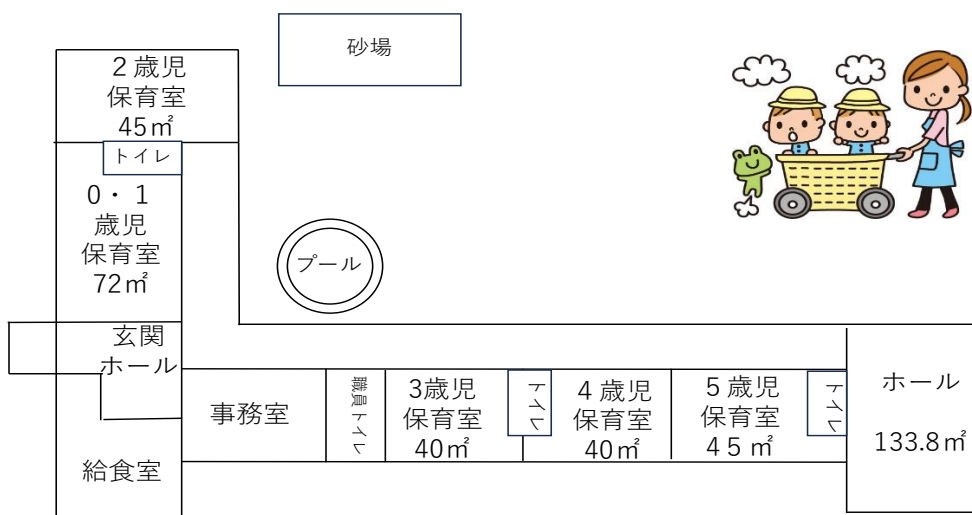 砂場
２歳児
保育室
45㎡
トイレ
0・1
歳児
保育室
72㎡
プール
玄関
ホール
事務室
職員トイレ
3歳児
保育室
40㎡
トイレ
４歳児
保育室
40㎡
５歳児
保育室
4５㎡
トイレ
ホール
133.8㎡
給食室